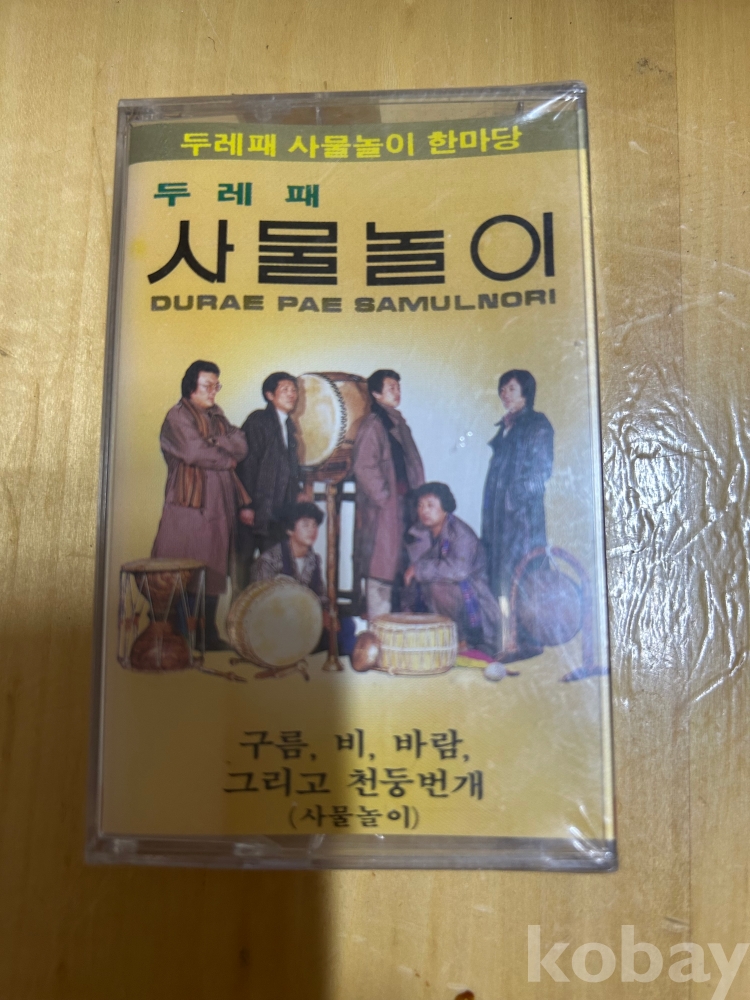 두레패 사물놀이 한마당
두레패
사물놀이
DURAE PAE SAMULNORI
구름, 비, 바람,
그리고 천둥번개
(사물놀이)
kobay